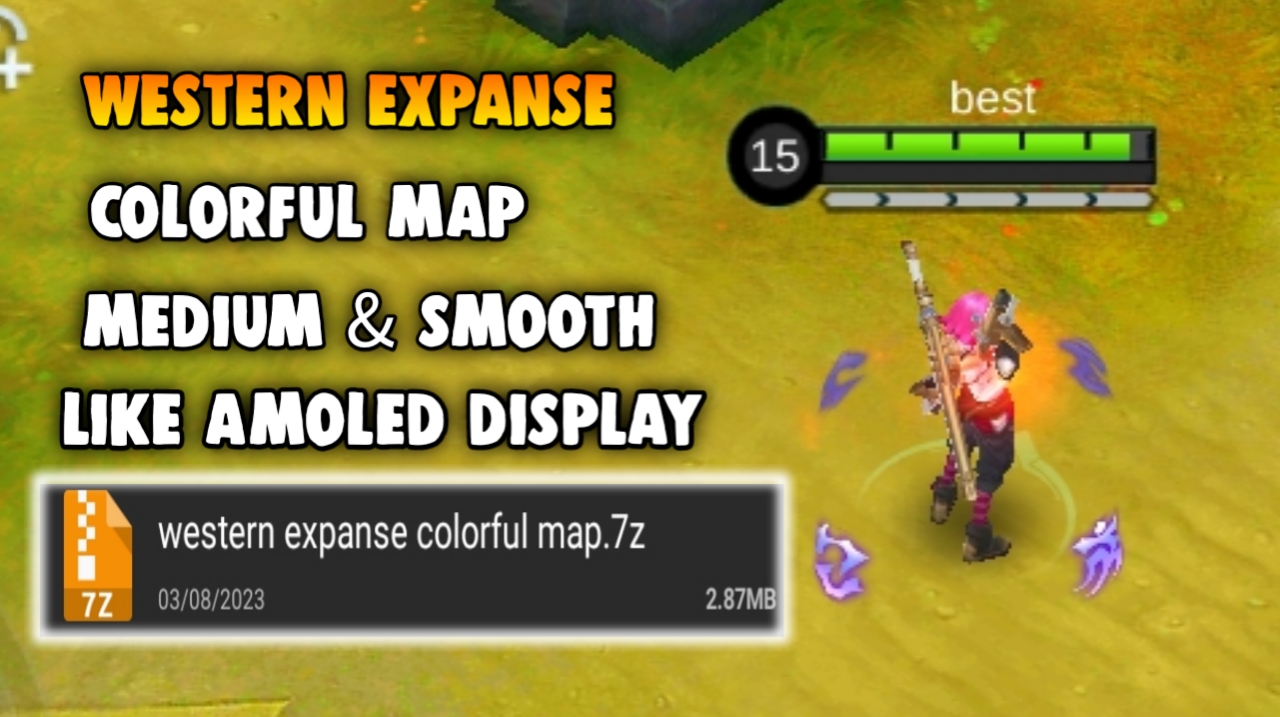 WESTERN EXPANSE
COLORFUL MAP
MEDIUM & SMOOTH
LIKE AMOLED DISPLAY
western expanse colorful map.7z
7Z
03/08/2023
2.87MB
best
15